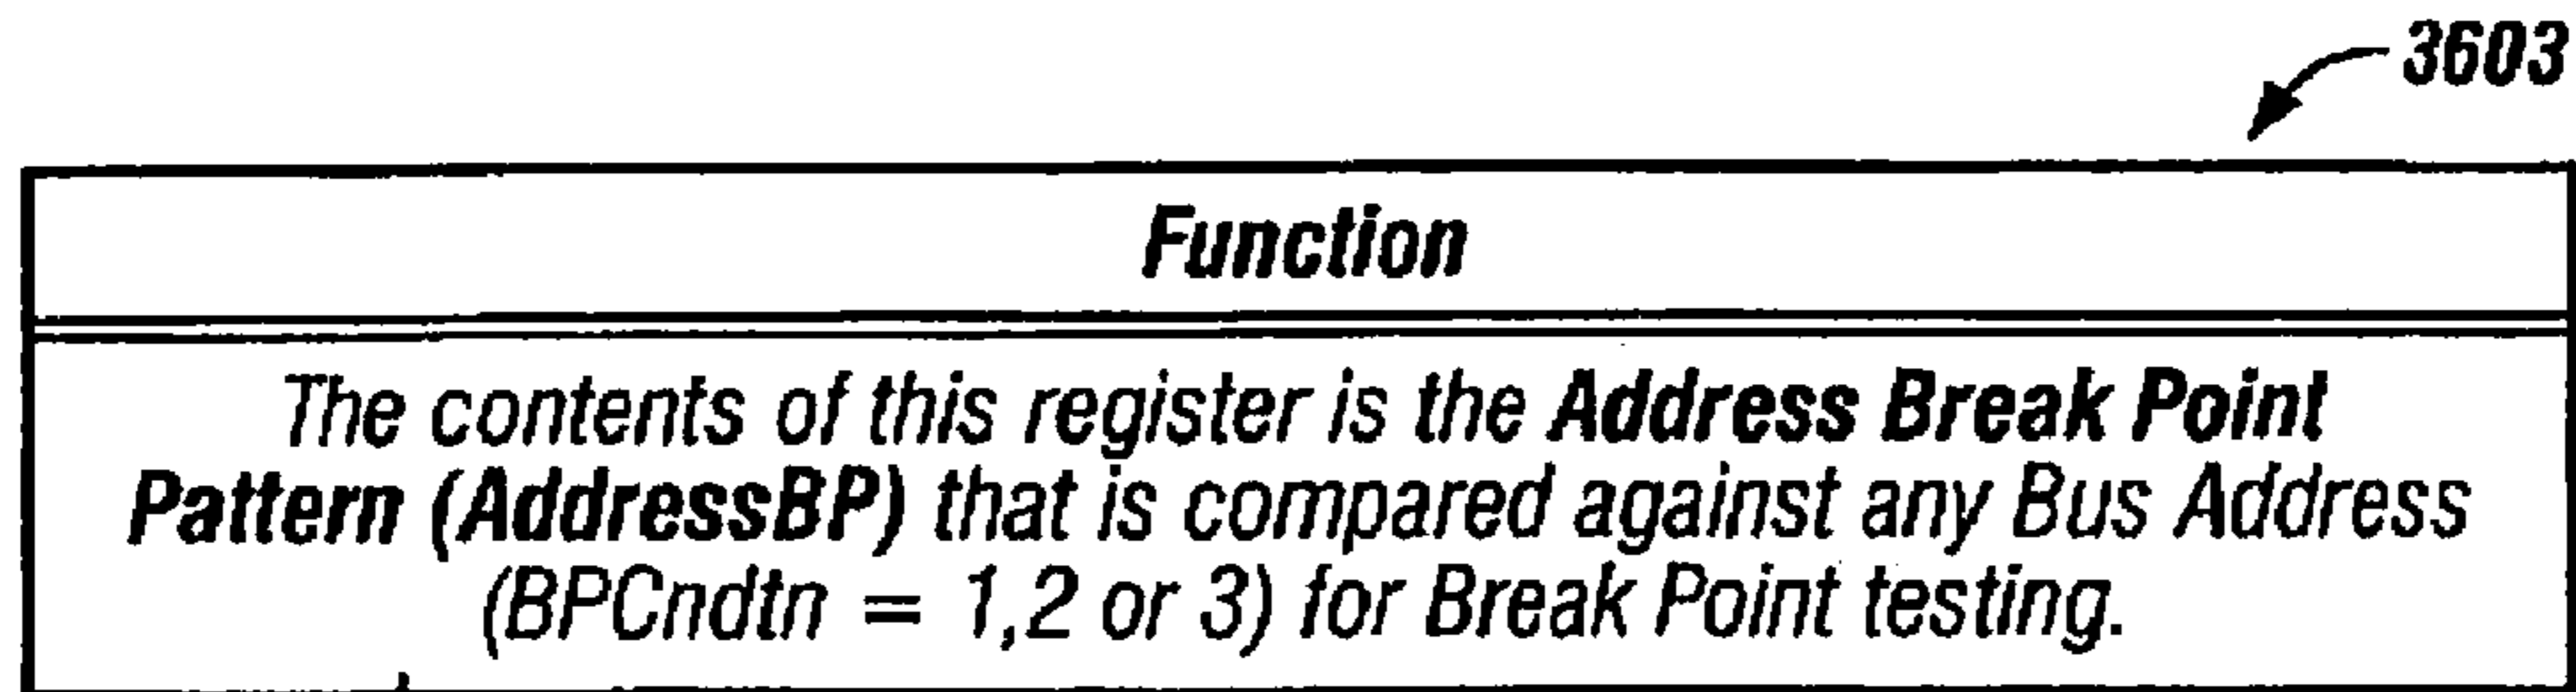 3603
Function
The contents of this register is the Address Break Point
Pattern (AddressBP) that is compared against any Bus Address
(BPCndtn = 1,2 or 3) for Break Point testing.